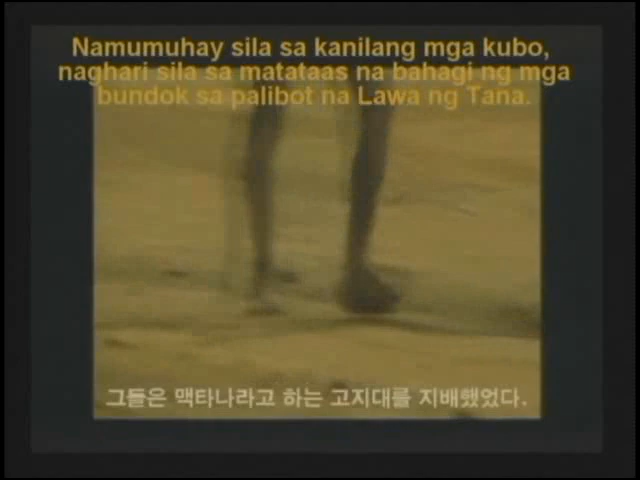 Namumuhay sila sa kanilang mga kubo,
naghari sila sa matataas na bahagi ng mga
bundok sa palibot na Lawa ng Tana.
그들은 맥타나라고 하는 고지대를 지배했었다.